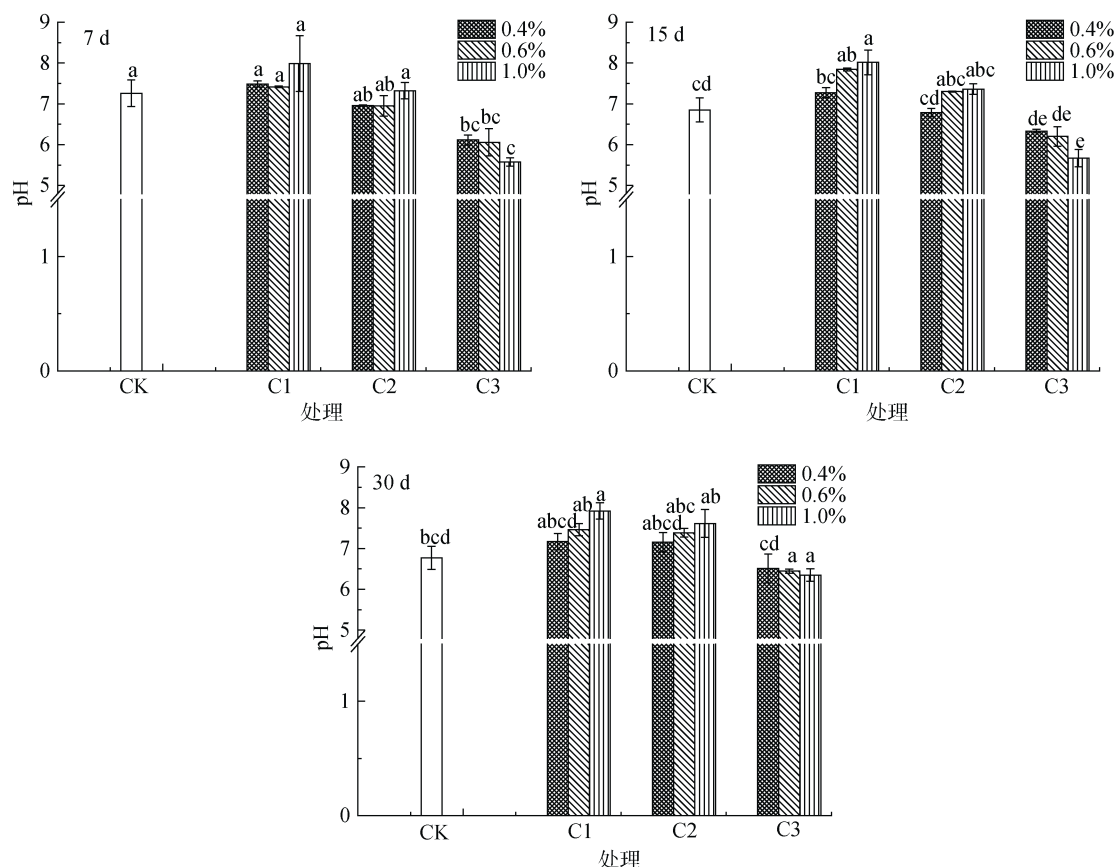 7 d
0.4%
0.6%
1.0%
9
8
7
6
5
1
0
pH
a
a a a
ab ab a
bc bc c
CK C1 C2 C3
处理
15 d
0.4%
0.6%
1.0%
9
8
7
6
5
1
0
pH
cd
bc ab a
cd abc abc
de de e
CK C1 C2 C3
处理
30 d
0.4%
0.6%
1.0%
9
8
7
6
5
1
0
pH
bcd
abcd ab a
abcd abc ab
cd a a
CK C1 C2 C3
处理